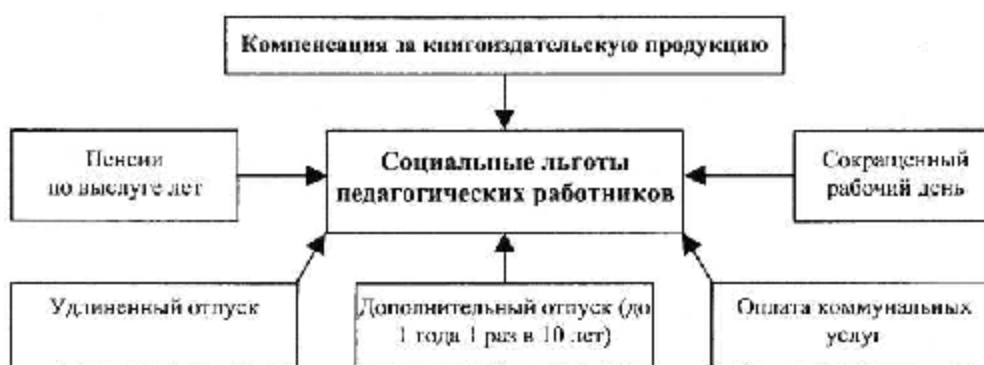 Компенсация за книгоиздательскую продукцию
Пенсии
по выслуге лет
Социальные льготы
педагогических работников
Сокращенный
рабочий день
Удлиненный отпуск
Дополнительный отпуск (до
1 года 1 раз в 10 лет)
Оплата коммунальных
услуг